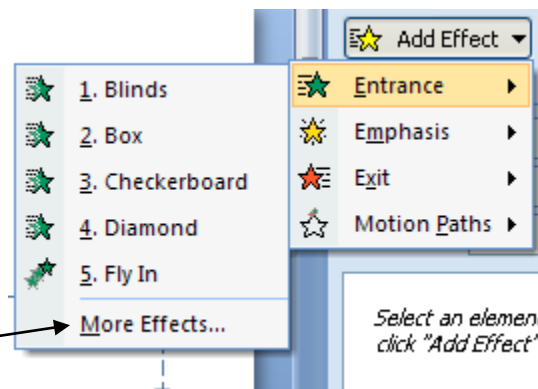 Add Effect
Entrance
Emphasis
Exit
Motion Paths
1. Blinds
2. Box
3. Checkerboard
4. Diamond
5. Fly In
More Effects...
Select an elemen
click "Add Effect"